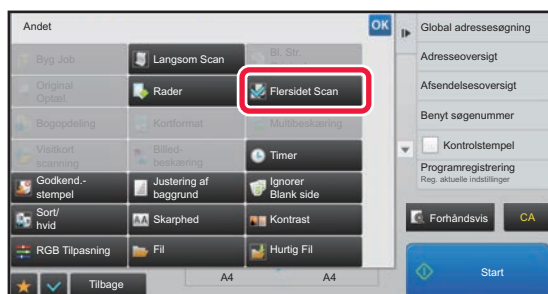 Andet
OK
Byg Job
Langsom Scan
Bl. Str.
Original
Optæl.
Rader
Flersidet Scan
Bogopdeling
Kortformat
Multibeskæring
Visitkort
scanning
Billed-
beskæring
Timer
Godkend.-
stempel
Justering af
baggrund
Ignorer
Blank side
Sort/
hvid
Skarphed
Kontrast
RGB Tilpasning
Fil
Hurtig Fil
Tilbage
A4
A4
Global adressesøgning
Adresseoversigt
Afsendelsesoversigt
Benyt søgenummer
Kontrolstempel
Programregistrering
Reg. aktuelle indstillinger
Forhåndsvis
CA
Start